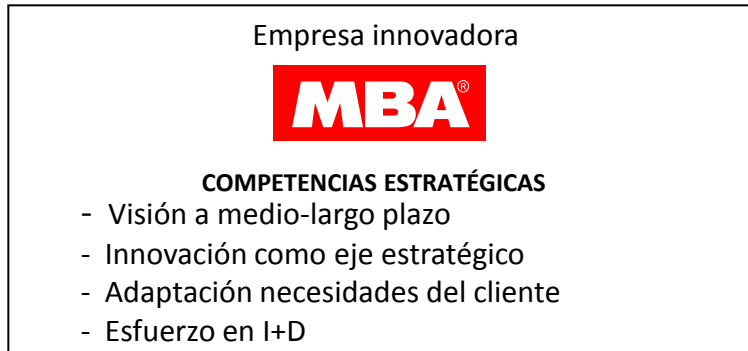 Empresa innovadora
MBA®
COMPETENCIAS ESTRATÉGICAS
- Visión a medio-largo plazo
- Innovación como eje estratégico
- Adaptación necesidades del cliente
- Esfuerzo en I+D